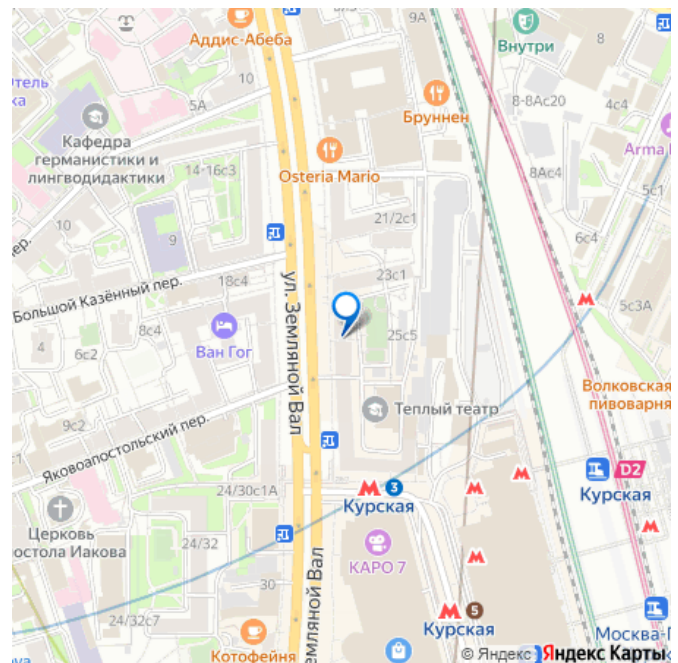 9А
Аддис-Абеба
Внутри
8
10
5А
8-8Ас20
4с4
Отель
Бруннен
Кафедра
германистики и
лингводидактики
14-16с3
Osteria Mario
8Ас4
Arma
5с1
10
9
21/2с1
6с4
пер.
23с1
18с4
Большой Казённый пер.
ул. Земляной Вал
5с3А
8с4
4
6с2
Ван Гог
25с5
Волковская
пивоварня
9с2
Теплый театр
Яковоапостольский пер.
D2
Курская
24/30с1А
3
Курская
Церковь
апостола Иакова
24/32
КАРО 7
30
Земляной Вал
24/32с7
5
Курская
Москва-
Котофейня
© Яндекс
Яндекс Карты